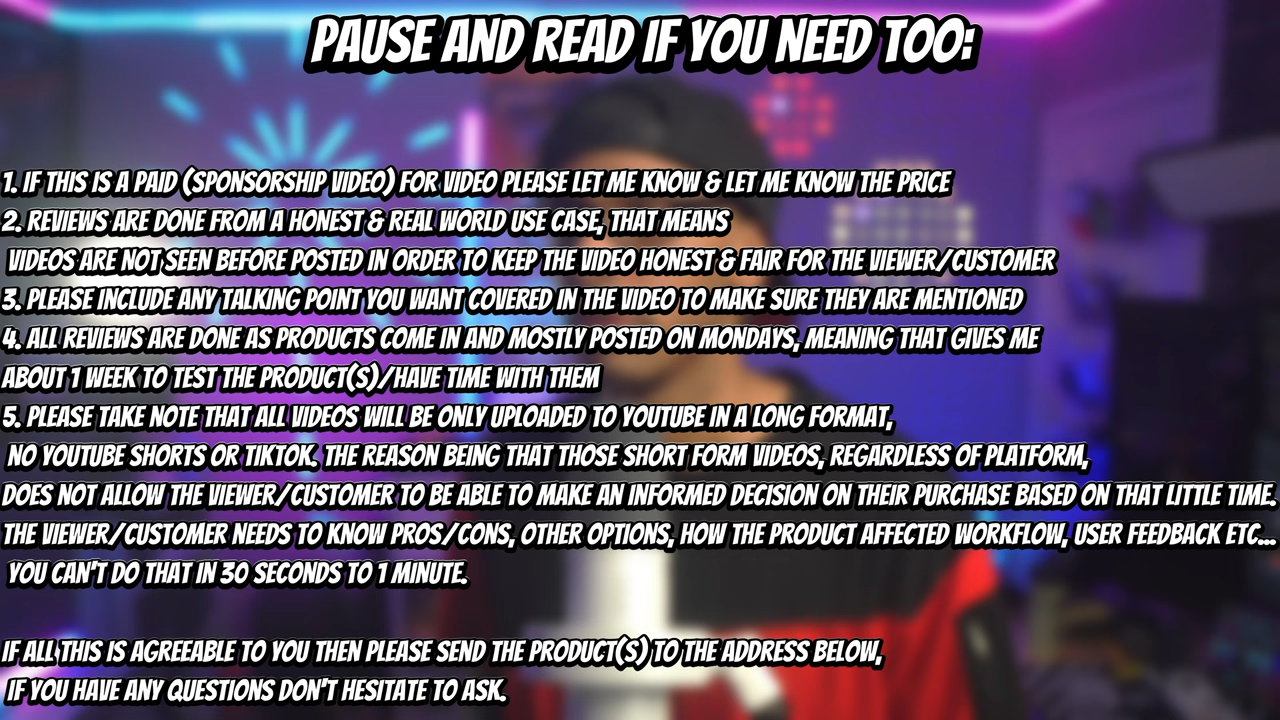 PAUSE AND READ IF YOU NEED TOO:
1. IF THIS IS A PAID (SPONSORSHIP VIDEO) FOR VIDEO PLEASE LET ME KNOW & LET ME KNOW THE PRICE
2. REVIEWS ARE DONE FROM A HONEST & REAL WORLD USE CASE, THAT MEANS
VIDEOS ARE NOT SEEN BEFORE POSTED IN ORDER TO KEEP THE VIDEO HONEST & FAIR FOR THE VIEWER/CUSTOMER
3. PLEASE INCLUDE ANY TALKING POINT YOU WANT COVERED IN THE VIDEO TO MAKE SURE THEY ARE MENTIONED
4. ALL REVIEWS ARE DONE AS PRODUCTS COME IN AND MOSTLY POSTED ON MONDAYS, MEANING THAT GIVES ME
ABOUT 1 WEEK TO TEST THE PRODUCT(S)/HAVE TIME WITH THEM
5. PLEASE TAKE NOTE THAT ALL VIDEOS WILL BE ONLY UPLOADED TO YOUTUBE IN A LONG FORMAT,
NO YOUTUBE SHORTS OR TIKTOK. THE REASON BEING THAT THOSE SHORT FORM VIDEOS, REGARDLESS OF PLATFORM,
DOES NOT ALLOW THE VIEWER/CUSTOMER TO BE ABLE TO MAKE AN INFORMED DECISION ON THEIR PURCHASE BASED ON THAT LITTLE TIME.
THE VIEWER/CUSTOMER NEEDS TO KNOW PROS/CONS, OTHER OPTIONS, HOW THE PRODUCT AFFECTED WORKFLOW, USER FEEDBACK ETC...
YOU CAN'T DO THAT IN 30 SECONDS TO 1 MINUTE.
IF ALL THIS IS AGREEABLE TO YOU THEN PLEASE SEND THE PRODUCT(S) TO THE ADDRESS BELOW,
IF YOU HAVE ANY QUESTIONS DON'T HESITATE TO ASK.